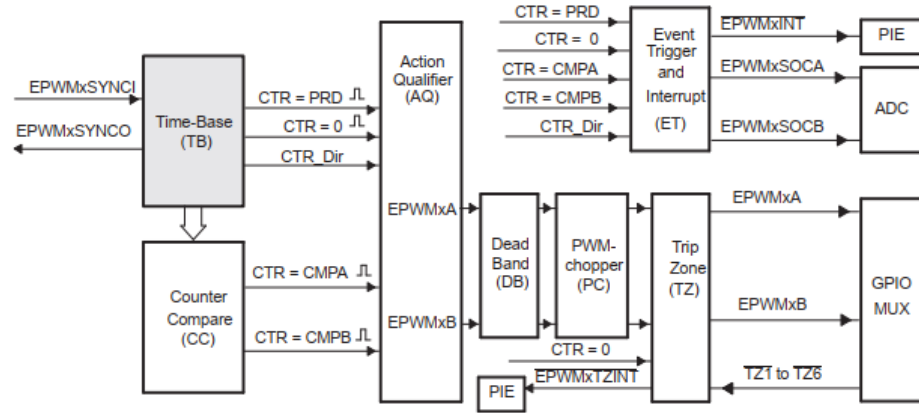 EPWMxSYNCI
EPWMxSYNCO
Time-Base
(TB)
CTR = PRD
CTR = 0
CTR_Dir
Counter
Compare
(CC)
CTR = CMPA
CTR = CMPB
Action
Qualifier
(AQ)
EPWMxA
EPWMxB
CTR = PRD
CTR = 0
CTR = CMPA
CTR = CMPB
CTR_Dir
Event
Trigger
and
Interrupt
(ET)
EPWMxINT
EPWMxSOCA
EPWMxSOCB
PIE
ADC
Dead
Band
(DB)
PWM-
chopper
(PC)
Trip
Zone
(TZ)
CTR = 0
EPWMxTZINT
PIE
EPWMxA
EPWMxB
TZ1 to TZ6
GPIO
MUX